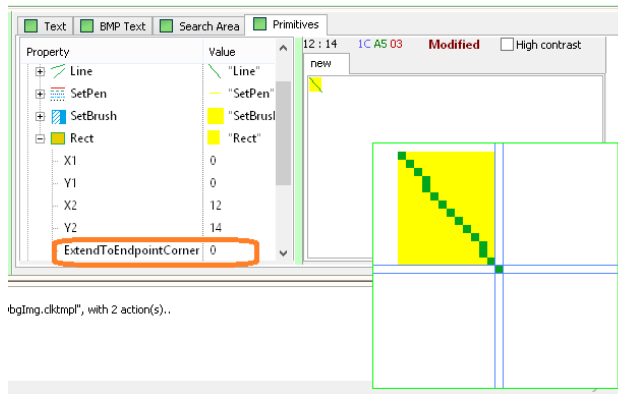 Text BMP Text Search Area Primitives
Property Value
12 : 14 1C A5 03 Modified High contrast
new
Line "Line"
SetPen "SetPen"
SetBrush "SetBrusl
Rect "Rect"
X1 0
Y1 0
X2 12
Y2 14
ExtendToEndpointCorner 0
bgImg.clktmpl", with 2 action(s)..